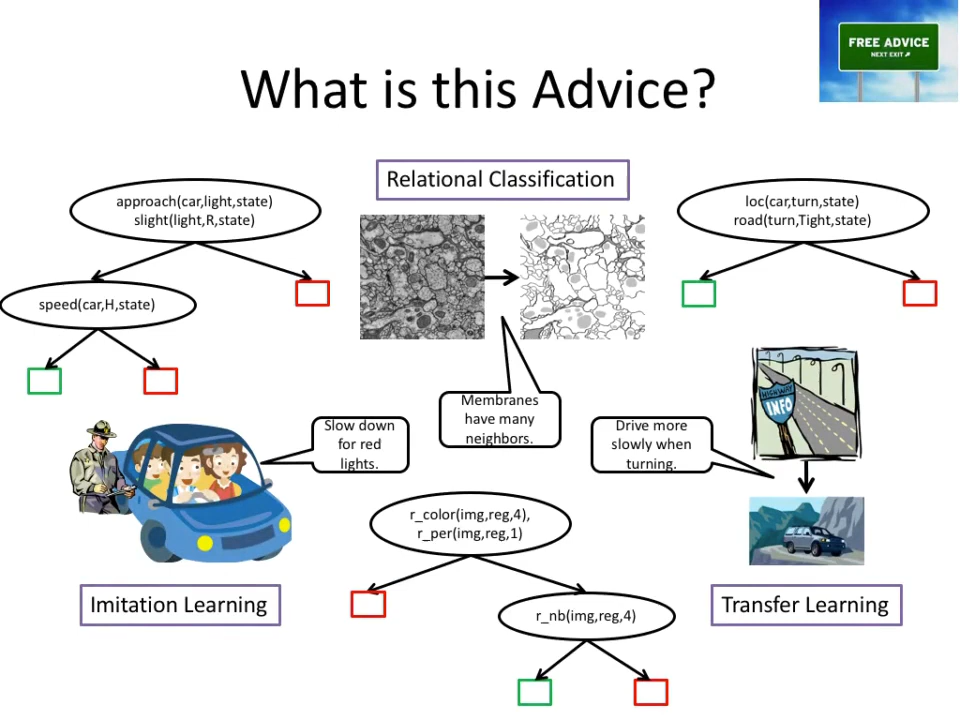 FREE ADVICE
NEXT EXIT ↗
What is this Advice?
Relational Classification
approach(car,light,state)
slight(light,R,state)
loc(car,turn,state)
road(turn,Tight,state)
speed(car,H,state)
Membranes
have many
neighbors.
Slow down
for red
lights.
Drive more
slowly when
turning.
HIGHWAY
INFO
r_color(img,reg,4),
r_per(img,reg,1)
Imitation Learning
Transfer Learning
r_nb(img,reg,4)